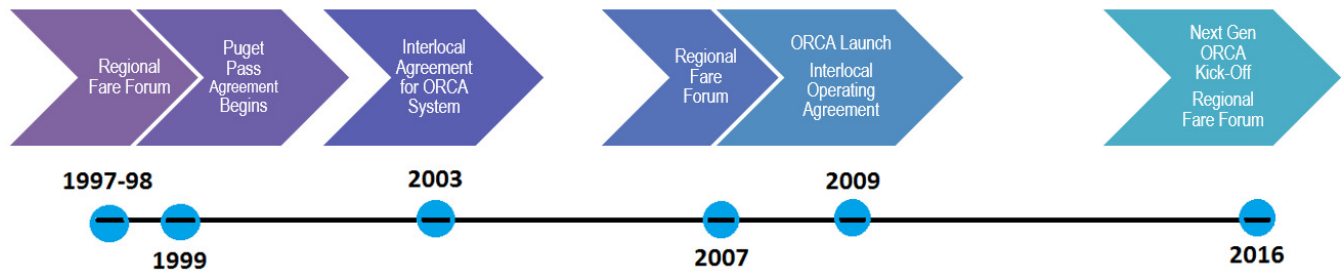 Regional
Fare Forum
Puget
Pass
Agreement
Begins
Interlocal
Agreement
for ORCA
System
Regional
Fare
Forum
ORCA Launch
Interlocal
Operating
Agreement
Next Gen
ORCA
Kick-Off
Regional
Fare Forum
1997-98
2003
2009
1999
2007
2016